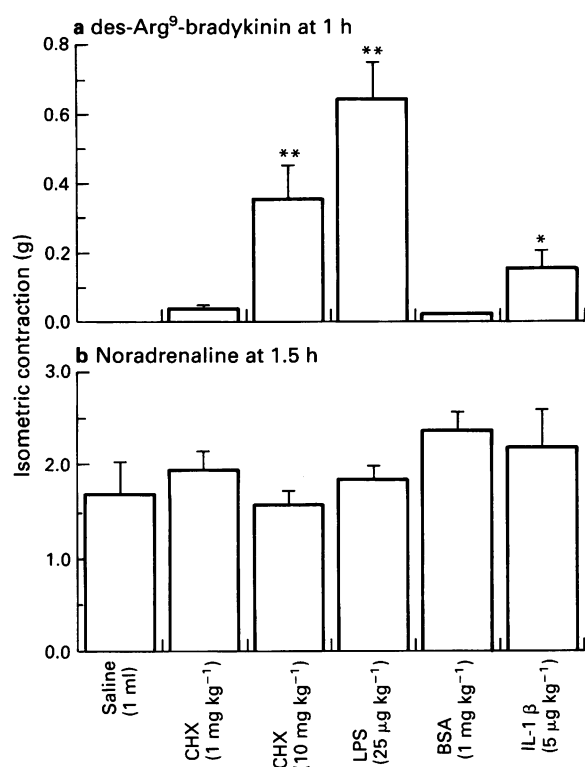 a des-Arg⁹-bradykinin at 1 h
0.8
0.6
0.4
0.2
0.0
**
**
*
Isometric contraction (g)
b Noradrenaline at 1.5 h
3.0
2.0
1.0
0.0
Saline
(1 ml)
CHX
(1 mg kg⁻¹)
CHX
(10 mg kg⁻¹)
LPS
(25 µg kg⁻¹)
BSA
(1 mg kg⁻¹)
IL-1 β
(5 µg kg⁻¹)